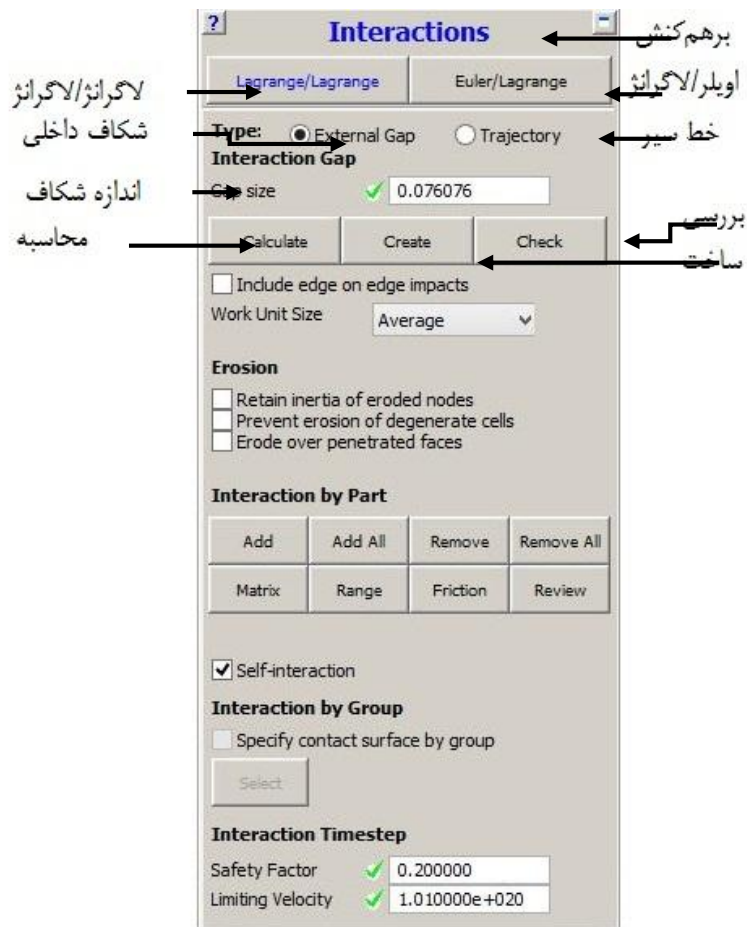 ? Interactions
برهم‌کنش
Lagrange/Lagrange Euler/Lagrange
لاگرانژ/لاگرانژ
اویلر/لاگرانژ
Type: External Gap Trajectory
شکاف داخلی
خط سیر
Interaction Gap
Gap size 0.076076
اندازه شکاف
Calculate Create Check
محاسبه
بررسی
ساخت
Include edge on edge impacts
Work Unit Size Average
Erosion
Retain inertia of eroded nodes
Prevent erosion of degenerate cells
Erode over penetrated faces
Interaction by Part
Add Add All Remove Remove All
Matrix Range Friction Review
Self-interaction
Interaction by Group
Specify contact surface by group
Select
Interaction Timestep
Safety Factor 0.200000
Limiting Velocity 1.010000e+020